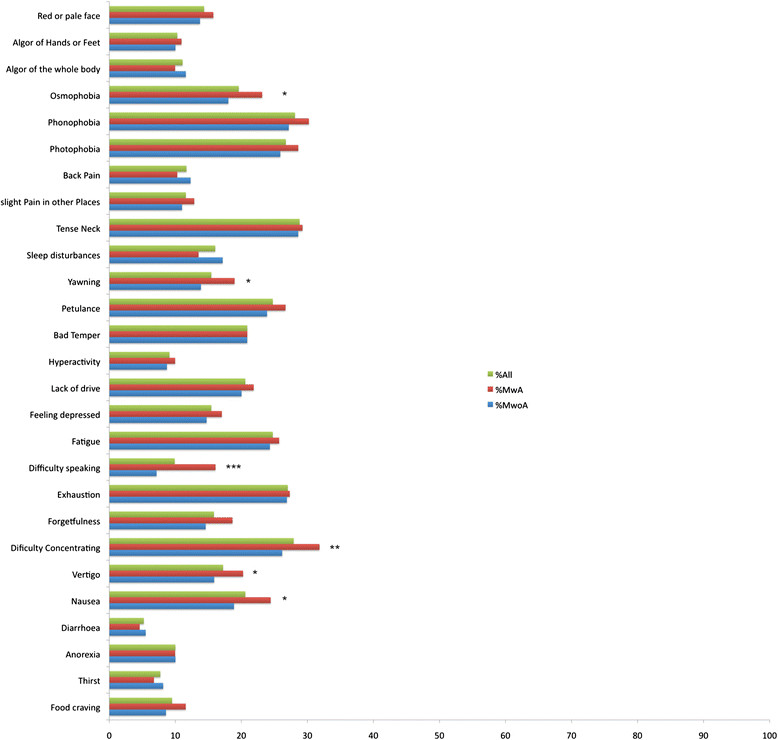 Red or pale face
Algor of Hands or Feet
Algor of the whole body
Osmophobia *
Phonophobia
Photophobia
Back Pain
slight Pain in other Places
Tense Neck
Sleep disturbances
Yawning *
Petulance
Bad Temper
Hyperactivity
%All
Lack of drive
%MwA
%MwoA
Feeling depressed
Fatigue
Difficulty speaking ***
Exhaustion
Forgetfulness
Dificulty Concentrating **
Vertigo *
Nausea *
Diarrhoea
Anorexia
Thirst
Food craving
0 10 20 30 40 50 60 70 80 90 100